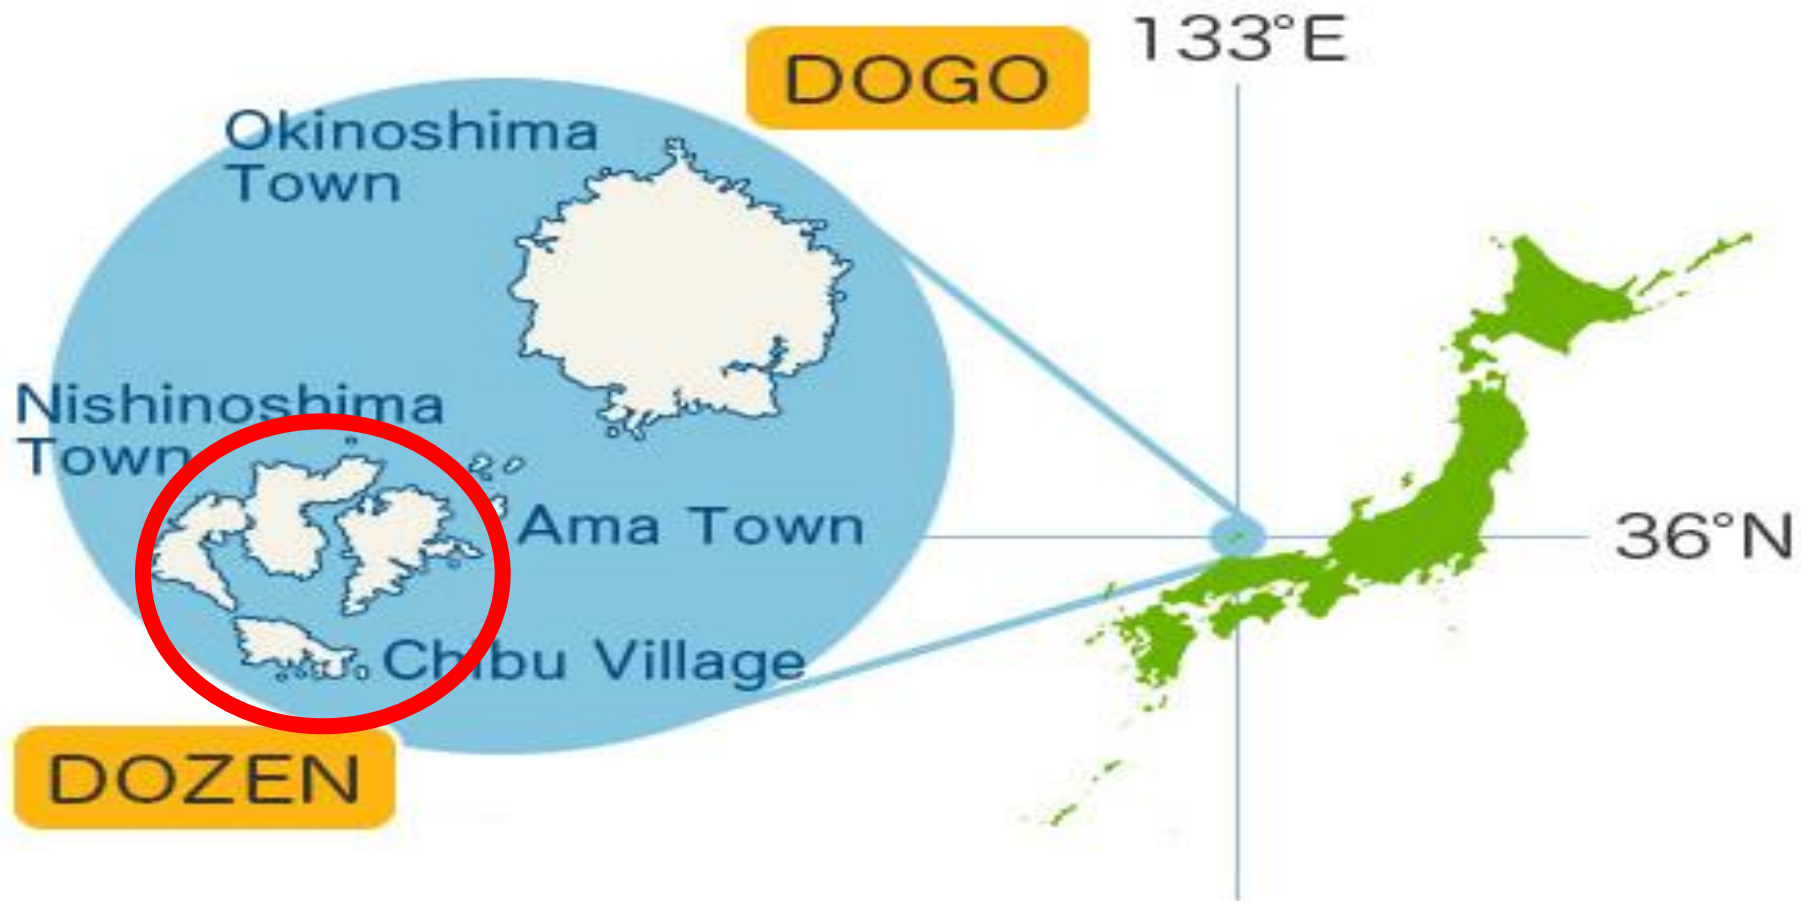 DOGO
133°E
Okinoshima
Town
Nishinoshima
Town
Ama Town
36°N
Chibu Village
DOZEN